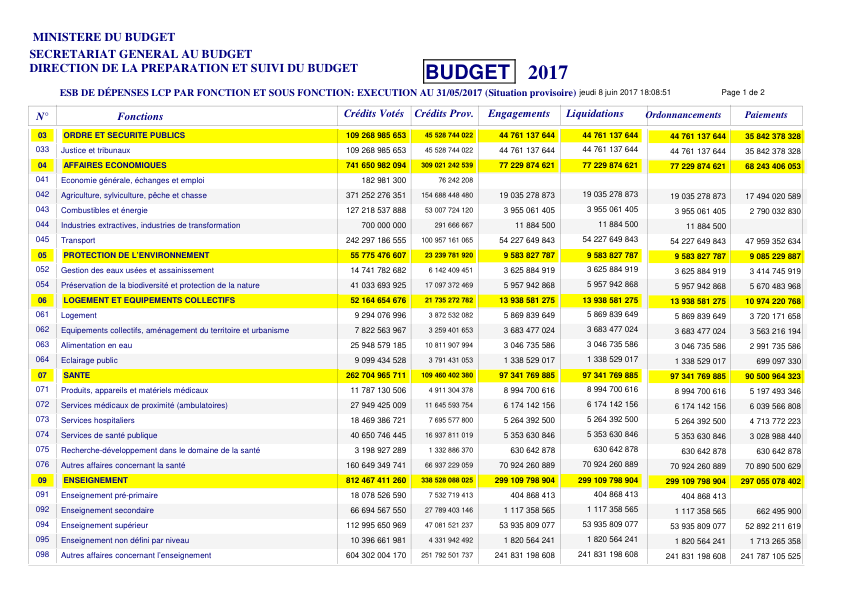 MINISTERE DU BUDGET
SECRETARIAT GENERAL AU BUDGET
DIRECTION DE LA PREPARATION ET SUIVI DU BUDGET
BUDGET 2017
ESB DE DÉPENSES LCP PAR FONCTION ET SOUS FONCTION: EXECUTION AU 31/05/2017 (Situation provisoire) jeudi 8 juin 2017 18:08:51 Page 1 de 2
N° Fonctions Crédits Votés Crédits Prov. Engagements Liquidations Ordonnancements Paiements
03 ORDRE ET SECURITE PUBLICS 109 268 985 653 45 528 744 022 44 761 137 644 44 761 137 644 44 761 137 644 35 842 378 328
033 Justice et tribunaux 109 268 985 653 45 528 744 022 44 761 137 644 44 761 137 644 44 761 137 644 35 842 378 328
04 AFFAIRES ECONOMIQUES 741 650 982 094 309 021 242 539 77 229 874 621 77 229 874 621 77 229 874 621 68 243 406 053
041 Economie générale, échanges et emploi 182 981 300 76 242 208
042 Agriculture, sylviculture, pêche et chasse 371 252 276 351 154 688 448 480 19 035 278 873 19 035 278 873 19 035 278 873 17 494 020 589
043 Combustibles et énergie 127 218 537 888 53 007 724 120 3 955 061 405 3 955 061 405 3 955 061 405 2 790 032 830
044 Industries extractives, industries de transformation 700 000 000 291 666 667 11 884 500 11 884 500 11 884 500
045 Transport 242 297 186 555 100 957 161 065 54 227 649 843 54 227 649 843 54 227 649 843 47 959 352 634
05 PROTECTION DE L'ENVIRONNEMENT 55 775 476 607 23 239 781 920 9 583 827 787 9 583 827 787 9 583 827 787 9 085 229 887
052 Gestion des eaux usées et assainissement 14 741 782 682 6 142 409 451 3 625 884 919 3 625 884 919 3 625 884 919 3 414 745 919
054 Préservation de la biodiversité et protection de la nature 41 033 693 925 17 097 372 469 5 957 942 868 5 957 942 868 5 957 942 868 5 670 483 968
06 LOGEMENT ET EQUIPEMENTS COLLECTIFS 52 164 654 676 21 735 272 782 13 938 581 275 13 938 581 275 13 938 581 275 10 974 220 768
061 Logement 9 294 076 996 3 872 532 082 5 869 839 649 5 869 839 649 5 869 839 649 3 720 171 658
062 Equipements collectifs, aménagement du territoire et urbanisme 7 822 563 967 3 259 401 653 3 683 477 024 3 683 477 024 3 683 477 024 3 563 216 194
063 Alimentation en eau 25 948 579 185 10 811 907 994 3 046 735 586 3 046 735 586 3 046 735 586 2 991 735 586
064 Eclairage public 9 099 434 528 3 791 431 053 1 338 529 017 1 338 529 017 1 338 529 017 699 097 330
07 SANTE 262 704 965 711 109 460 402 380 97 341 769 885 97 341 769 885 97 341 769 885 90 500 964 323
071 Produits, appareils et matériels médicaux 11 787 130 506 4 911 304 378 8 994 700 616 8 994 700 616 8 994 700 616 5 197 493 346
072 Services médicaux de proximité (ambulatoires) 27 949 425 009 11 645 593 754 6 174 142 156 6 174 142 156 6 174 142 156 6 039 566 808
073 Services hospitaliers 18 469 386 721 7 695 577 800 5 264 392 500 5 264 392 500 5 264 392 500 4 713 772 223
074 Services de santé publique 40 650 746 445 16 937 811 019 5 353 630 846 5 353 630 846 5 353 630 846 3 028 988 440
075 Recherche-développement dans le domaine de la santé 3 198 927 289 1 332 886 370 630 642 878 630 642 878 630 642 878 630 642 878
076 Autres affaires concernant la santé 160 649 349 741 66 937 229 059 70 924 260 889 70 924 260 889 70 924 260 889 70 890 500 629
09 ENSEIGNEMENT 812 467 411 260 338 528 088 025 299 109 798 904 299 109 798 904 299 109 798 904 297 055 078 402
091 Enseignement pré-primaire 18 078 526 590 7 532 719 413 404 868 413 404 868 413 404 868 413
092 Enseignement secondaire 66 694 567 550 27 789 403 146 1 117 358 565 1 117 358 565 1 117 358 565 662 495 900
094 Enseignement supérieur 112 995 650 969 47 081 521 237 53 935 809 077 53 935 809 077 53 935 809 077 52 892 211 619
095 Enseignement non défini par niveau 10 396 661 981 4 331 942 492 1 820 564 241 1 820 564 241 1 820 564 241 1 713 265 358
098 Autres affaires concernant l'enseignement 604 302 004 170 251 792 501 737 241 831 198 608 241 831 198 608 241 831 198 608 241 787 105 525